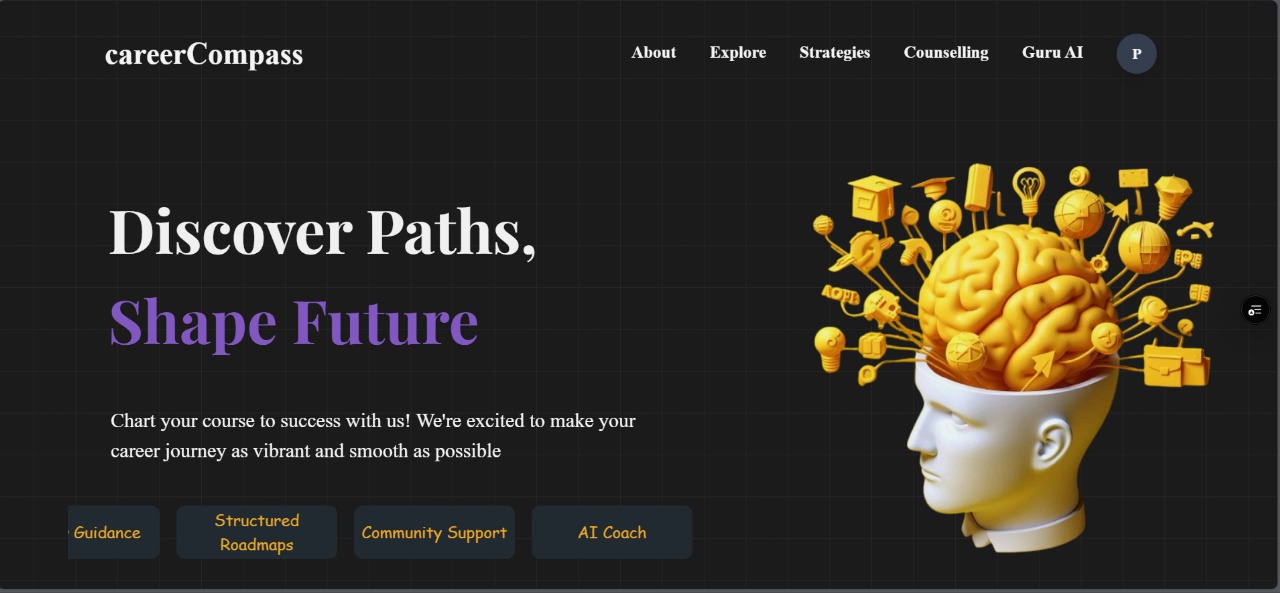 careerCompass
About Explore Strategies Counselling Guru AI P
Discover Paths,
Shape Future
Chart your course to success with us! We're excited to make your
career journey as vibrant and smooth as possible
Guidance
Structured
Roadmaps
Community Support
AI Coach